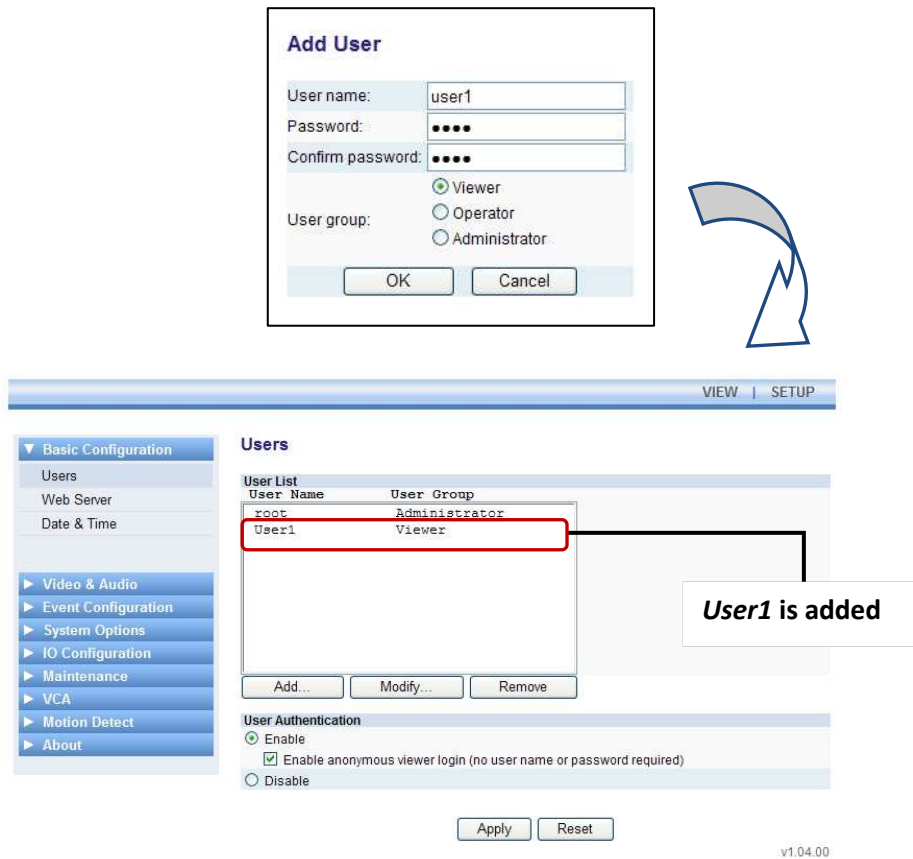 Add User
User name: user1
Password: ••••
Confirm password: ••••
User group:
Viewer
Operator
Administrator
OK Cancel
VIEW | SETUP
Basic Configuration
Users
Web Server
Date & Time
Video & Audio
Event Configuration
System Options
IO Configuration
Maintenance
VCA
Motion Detect
About
Users
User List
User Name User Group
root Administrator
User1 Viewer
User1 is added
Add... Modify... Remove
User Authentication
Enable
Enable anonymous viewer login (no user name or password required)
Disable
Apply Reset
v1.04.00